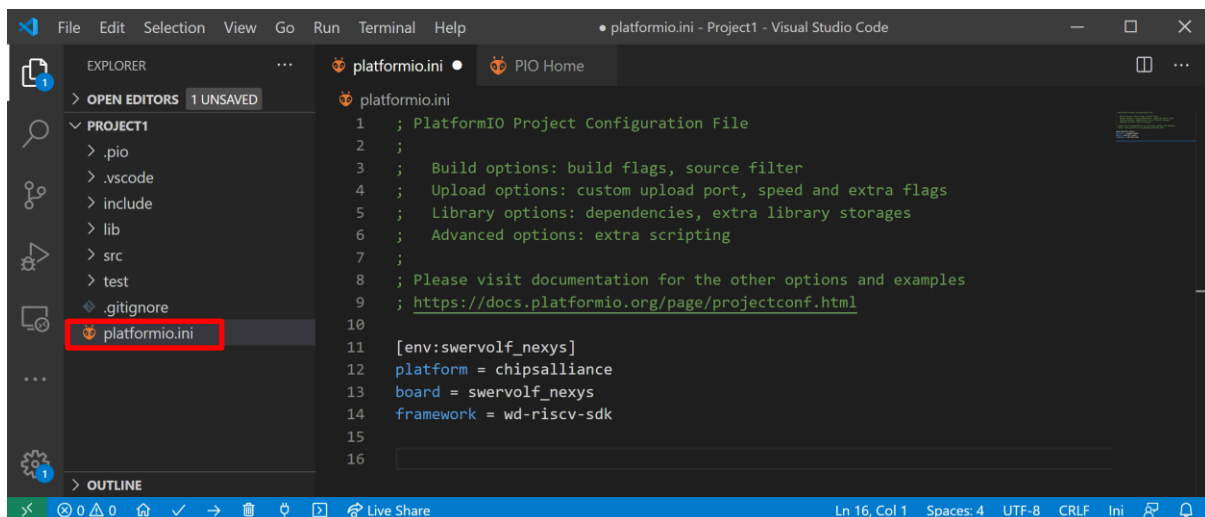 File Edit Selection View Go Run Terminal Help ● platformio.ini - Project1 - Visual Studio Code
EXPLORER ···
platformio.ini ● PIO Home ···
> OPEN EDITORS 1 UNSAVED
platformio.ini
PROJECT1
> .pio
> .vscode
> include
> lib
> src
> test
.gitignore
platformio.ini
> OUTLINE
1 ; PlatformIO Project Configuration File
2 ;
3 ;   Build options: build flags, source filter
4 ;   Upload options: custom upload port, speed and extra flags
5 ;   Library options: dependencies, extra library storages
6 ;   Advanced options: extra scripting
7 ;
8 ; Please visit documentation for the other options and examples
9 ; https://docs.platformio.org/page/projectconf.html
10
11 [env:swervolf_nexys]
12 platform = chipsalliance
13 board = swervolf_nexys
14 framework = wd-riscv-sdk
15
16
1
1
0 0 Live Share Ln 16, Col 1 Spaces: 4 UTF-8 CRLF Ini